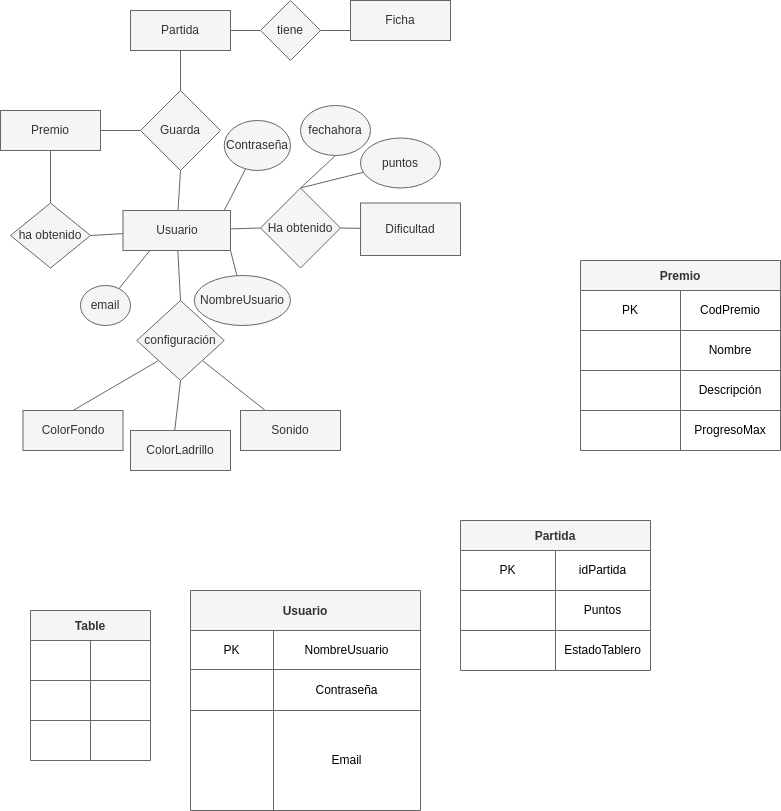 Partida
tiene
Ficha
Premio
Guarda
Contraseña
fechahora
puntos
ha obtenido
Usuario
Ha obtenido
Dificultad
email
NombreUsuario
configuración
ColorFondo
ColorLadrillo
Sonido
Premio
PK CodPremio
Nombre
Descripción
ProgresoMax
Partida
PK idPartida
Puntos
EstadoTablero
Table
Usuario
PK NombreUsuario
Contraseña
Email